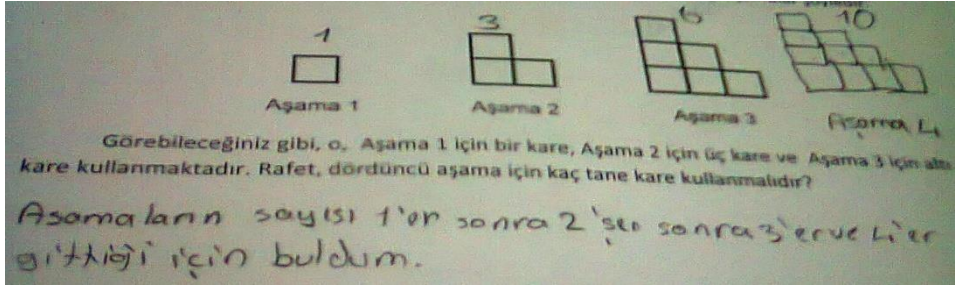 1 3 6 10
Aşama 1 Aşama 2 Aşama 3 Aşama 4
Görebileceğiniz gibi, o, Aşama 1 için bir kare, Aşama 2 için üç kare ve Aşama 3 için altı
kare kullanmaktadır. Rafet, dördüncü aşama için kaç tane kare kullanmalıdır?
Asamaların sayısı 1'er sonra 2'şer sonra 3'er ve 4'er
gittiği için buldum.